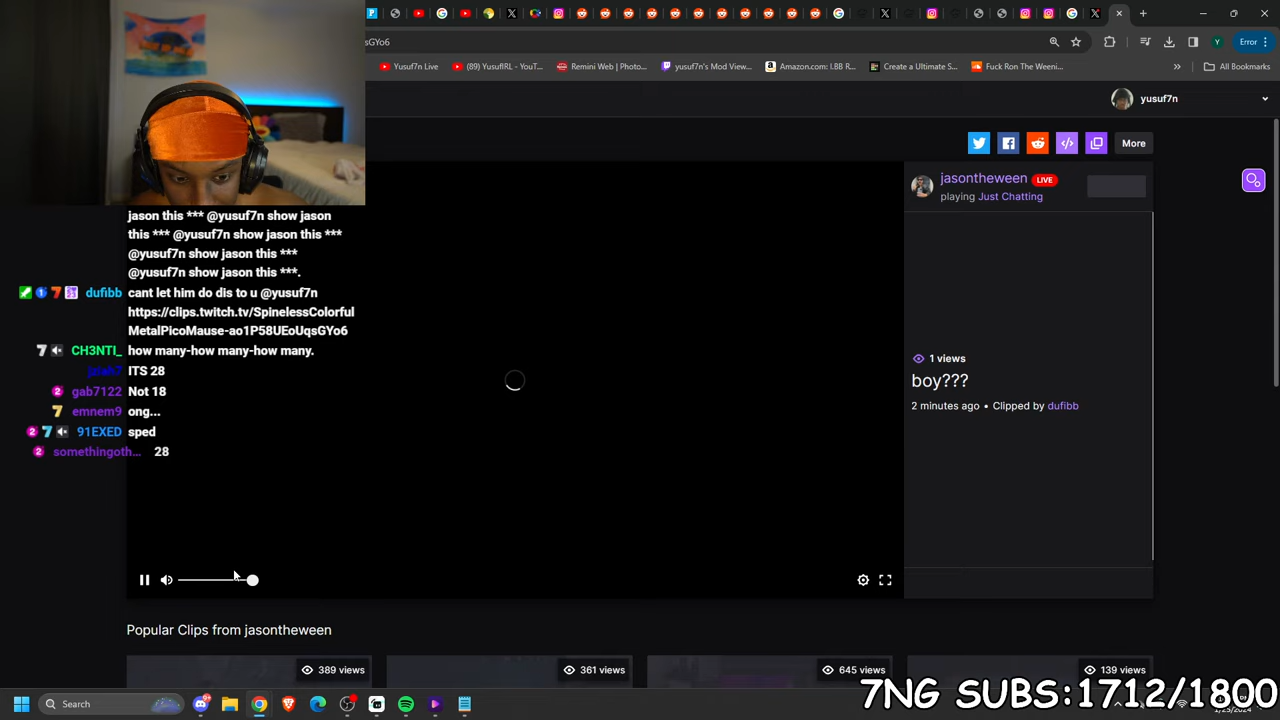 Error
sGYo6
Yusuf7n Live
(89) YusufIRL - YouT...
Remini Web | Photo...
yusuf7n's Mod View...
Amazon.com: I.BB R...
Create a Ultimate S...
Fuck Ron The Weeni...
»
All Bookmarks
yusuf7n
More
jasontheween LIVE
playing Just Chatting
jason this *** @yusuf7n show jason
this *** @yusuf7n show jason this ***
@yusuf7n show jason this ***
@yusuf7n show jason this ***.
dufibb cant let him do dis to u @yusuf7n
https://clips.twitch.tv/SpinelessColorful
MetalPicoMause-ao1P58UEoUqsGYo6
CH3NTI_ how many-how many-how many.
ITS 28
gab7122 Not 18
emnem9 ong...
91EXED sped
somethingoth... 28
1 views
boy???
2 minutes ago • Clipped by dufibb
Popular Clips from jasontheween
389 views
361 views
645 views
139 views
Search
7NG SUBS:1712/1800